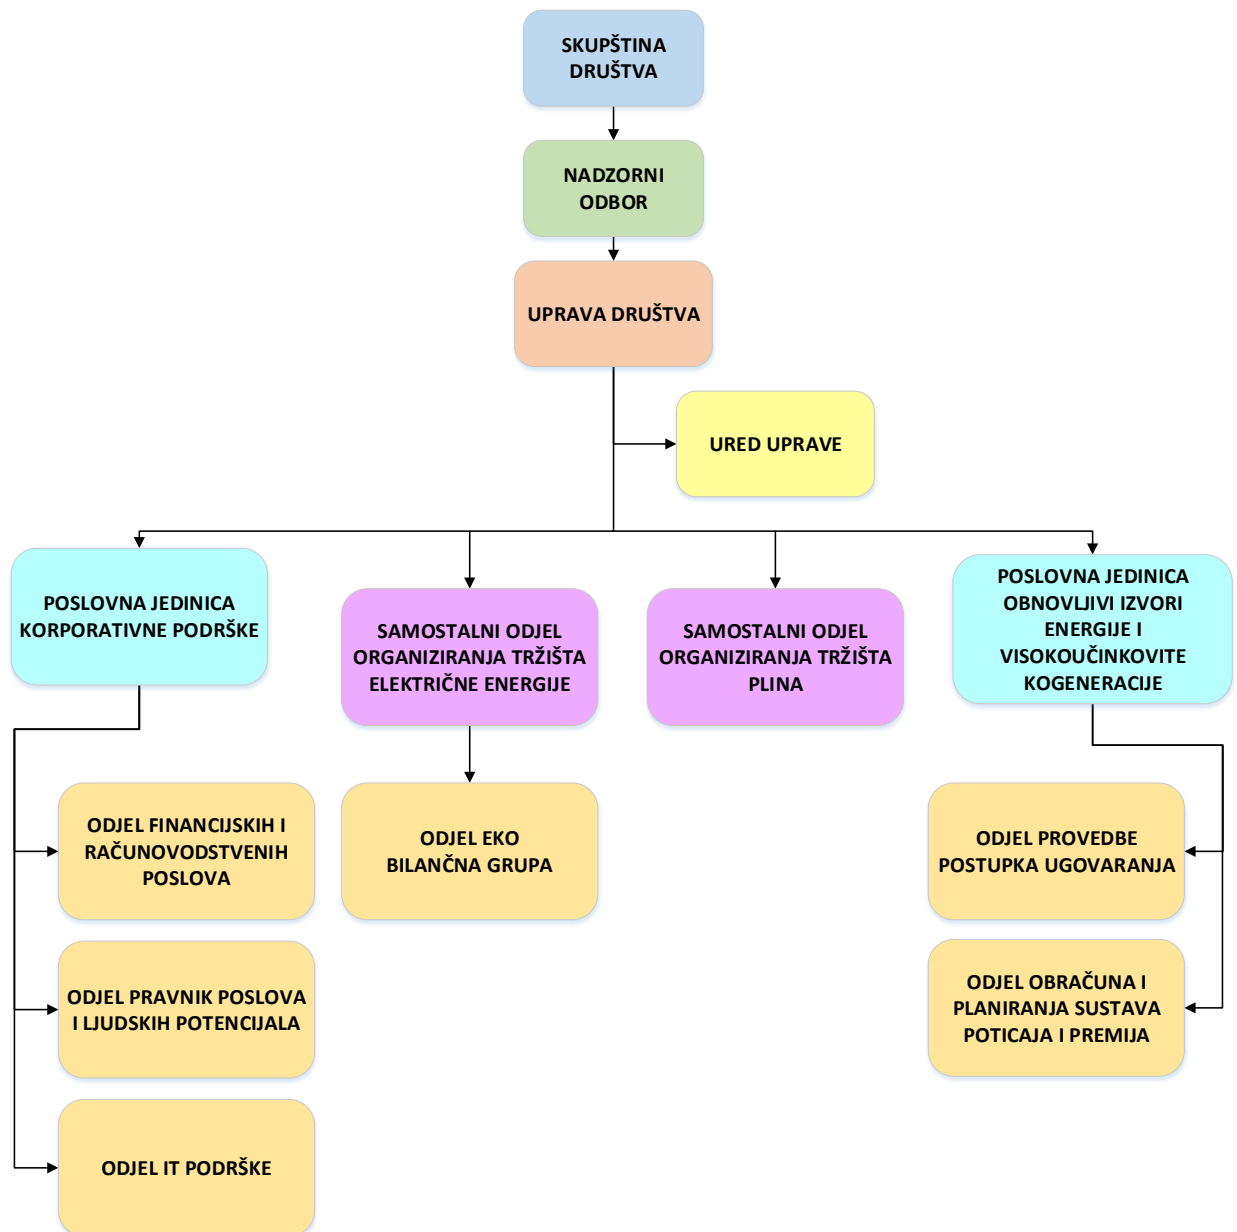 SKUPŠTINA
DRUŠTVA
NADZORNI
ODBOR
UPRAVA DRUŠTVA
URED UPRAVE
POSLOVNA JEDINICA
KORPORATIVNE PODRŠKE
SAMOSTALNI ODJEL
ORGANIZIRANJA TRŽIŠTA
ELEKTRIČNE ENERGIJE
SAMOSTALNI ODJEL
ORGANIZIRANJA TRŽIŠTA
PLINA
POSLOVNA JEDINICA
OBNOVLJIVI IZVORI
ENERGIJE I
VISOKOUČINKOVITE
KOGENERACIJE
ODJEL FINANCIJSKIH I
RAČUNOVODSTVENIH
POSLOVA
ODJEL EKO
BILANČNA GRUPA
ODJEL PROVEDBE
POSTUPKA UGOVARANJA
ODJEL PRAVNIK POSLOVA
I LJUDSKIH POTENCIJALA
ODJEL OBRAČUNA I
PLANIRANJA SUSTAVA
POTICAJA I PREMIJA
ODJEL IT PODRŠKE